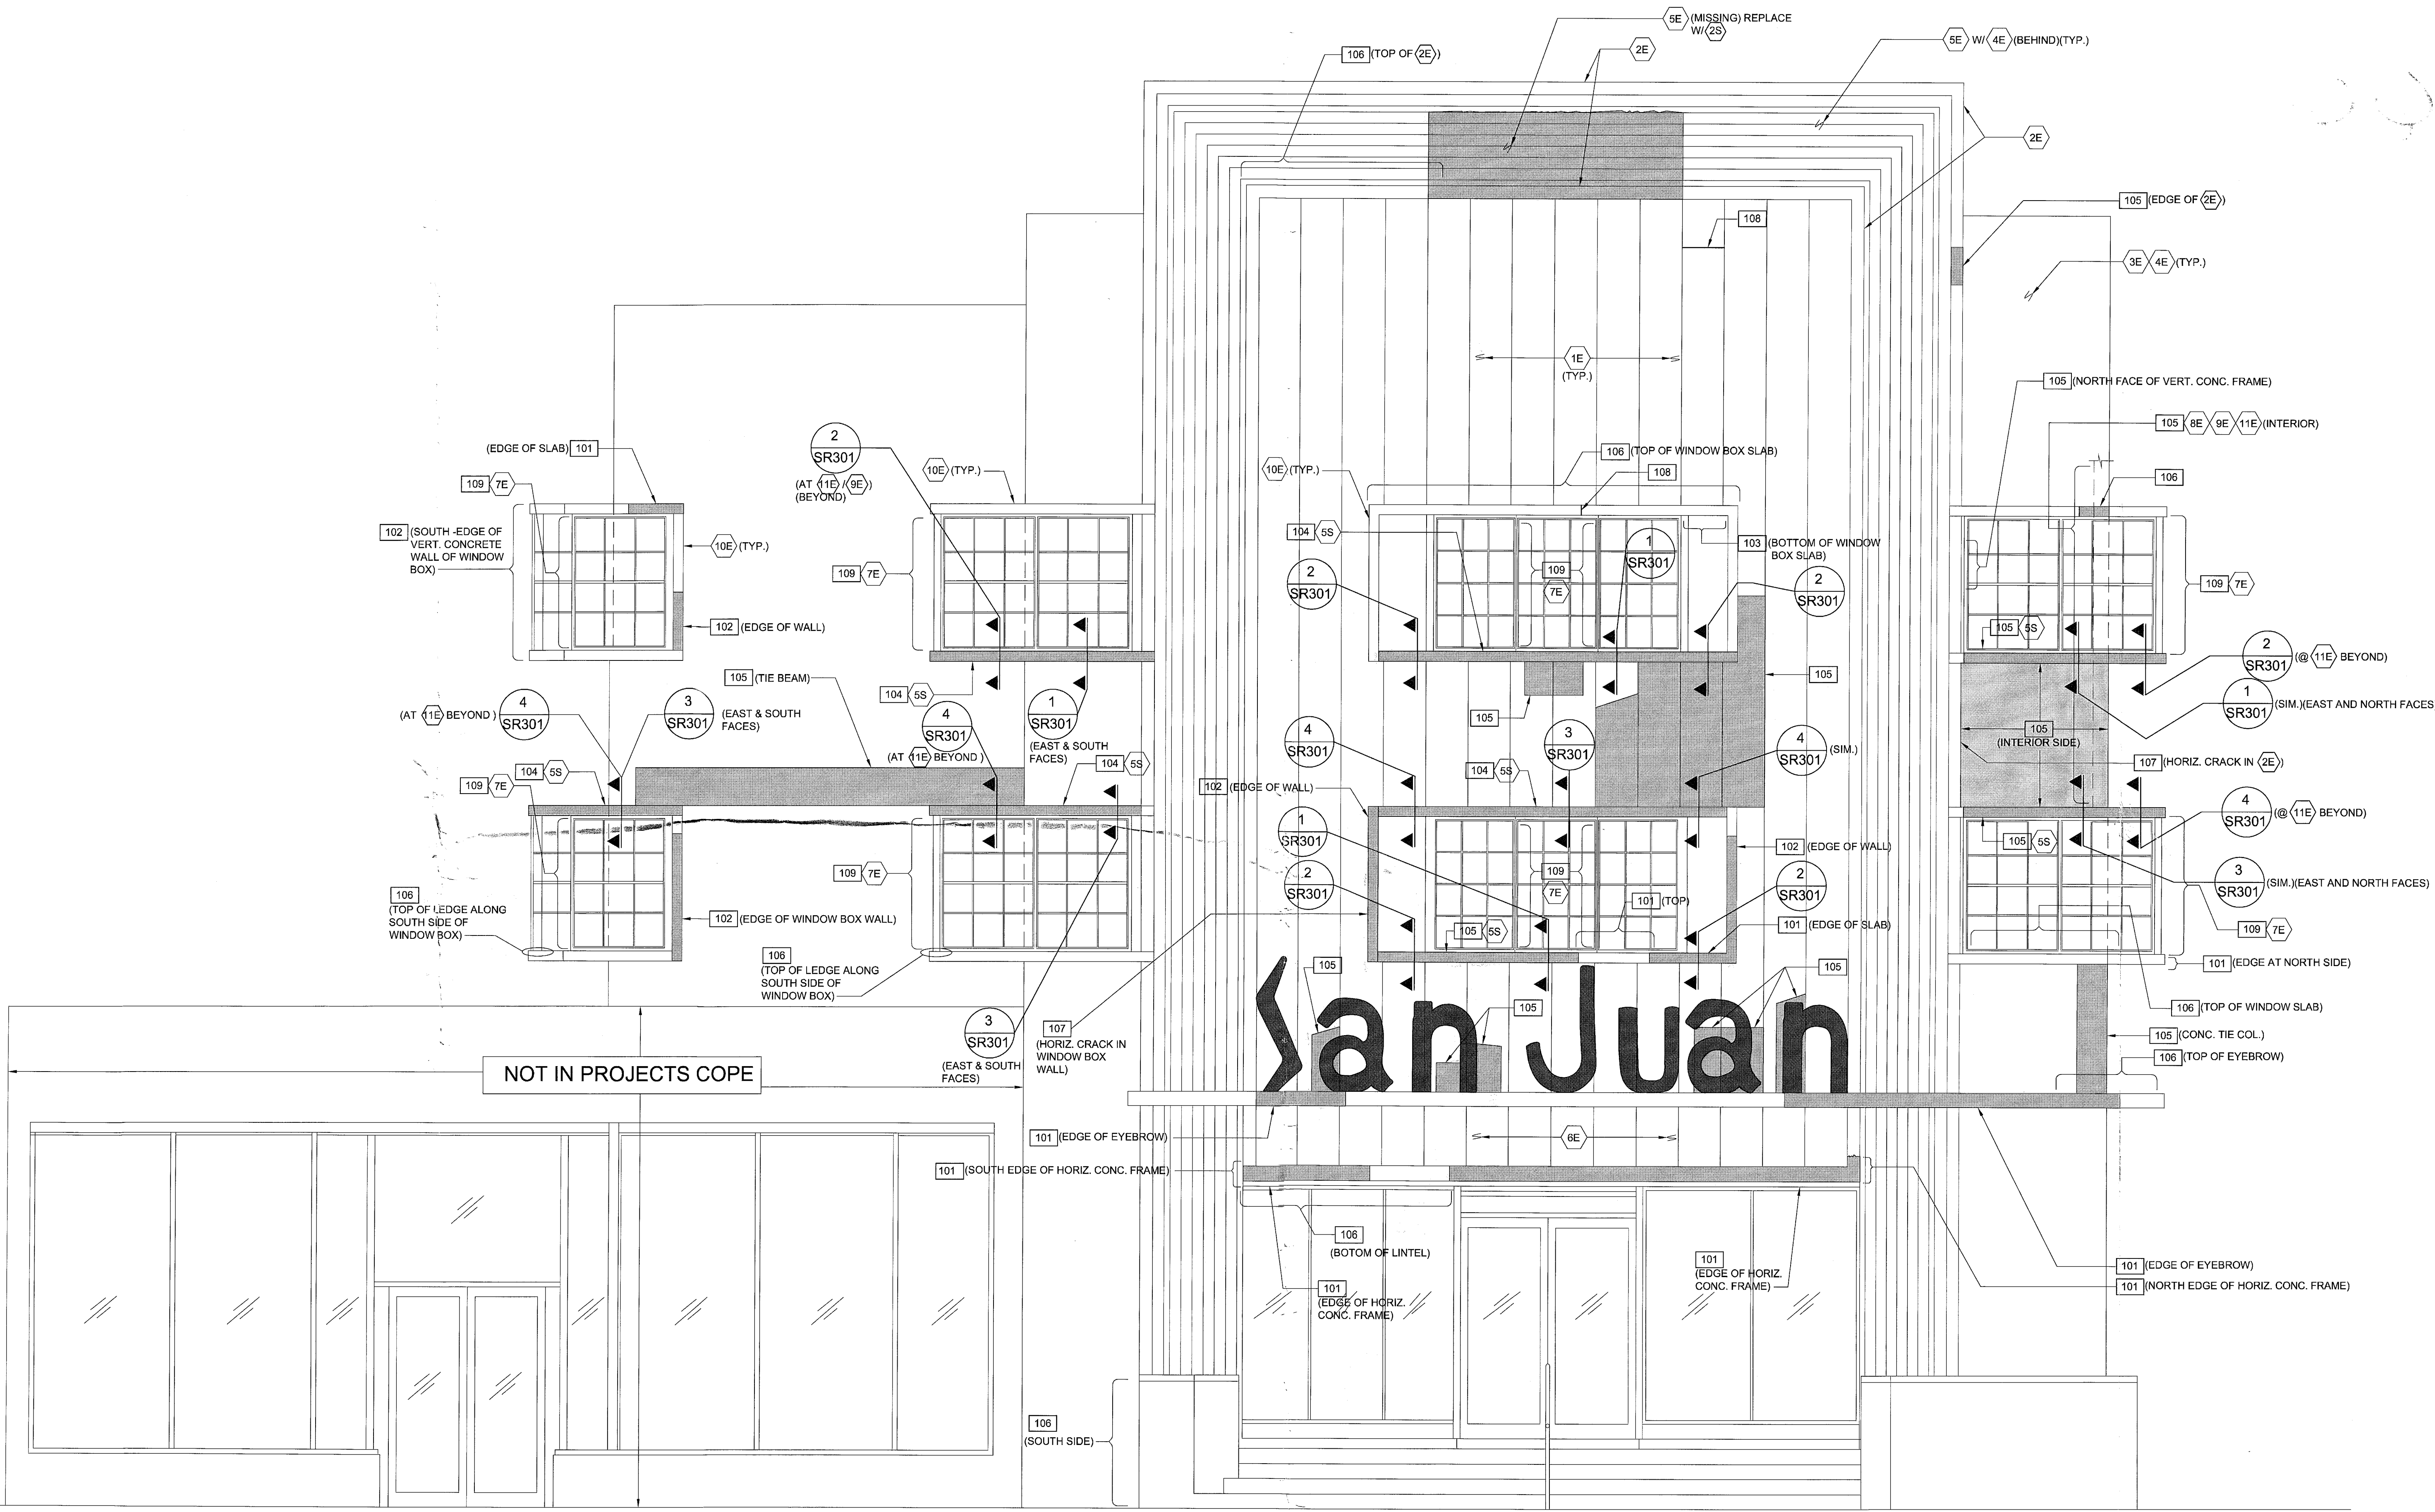 5E (MISSING) REPLACE
W/ 2S
106 (TOP OF 2E)
2E
5E W/ 4E (BEHIND)(TYP.)
2E
105 (EDGE OF 2E)
108
3E 4E (TYP.)
1E
(TYP.)
105 (NORTH FACE OF VERT. CONC. FRAME)
105 8E 9E 11E (INTERIOR)
(EDGE OF SLAB) 101
2
SR301
(AT 11E / 9E)
(BEYOND)
10E (TYP.)
10E (TYP.)
106 (TOP OF WINDOW BOX SLAB)
108
106
109 7E
102 (SOUTH -EDGE OF
VERT. CONCRETE
WALL OF WINDOW
BOX)
10E (TYP.)
109 7E
104 5S
103 (BOTTOM OF WINDOW
BOX SLAB)
1
SR301
2
SR301
109
7E
2
SR301
109 7E
102 (EDGE OF WALL)
105 5S
2
SR301
(@ 11E BEYOND)
105 (TIE BEAM)
104 5S
105
1
SR301
(SIM.)(EAST AND NORTH FACES
(AT 11E BEYOND )
4
SR301
3
SR301
(EAST & SOUTH
FACES)
4
SR301
(AT 11E BEYOND )
1
SR301
(EAST & SOUTH
FACES)
105
4
SR301
3
SR301
4
SR301
(SIM.)
105
(INTERIOR SIDE)
107 (HORIZ. CRACK IN 2E)
104 5S
109 7E
104 5S
104 5S
102 (EDGE OF WALL)
4
SR301
(@ 11E BEYOND)
1
SR301
105 5S
102 (EDGE OF WALL)
109 7E
2
SR301
109
7E
2
SR301
3
SR301
(SIM.)(EAST AND NORTH FACES)
106
(TOP OF LEDGE ALONG
SOUTH SIDE OF
WINDOW BOX)
102 (EDGE OF WINDOW BOX WALL)
101 (TOP)
105 5S
101 (EDGE OF SLAB)
109 7E
106
(TOP OF LEDGE ALONG
SOUTH SIDE OF
WINDOW BOX)
105
105
101 (EDGE AT NORTH SIDE)
105
106 (TOP OF WINDOW SLAB)
San Juan
3
SR301
(EAST & SOUTH
FACES)
107
(HORIZ. CRACK IN
WINDOW BOX
WALL)
105 (CONC. TIE COL.)
106 (TOP OF EYEBROW)
NOT IN PROJECTS COPE
101 (EDGE OF EYEBROW)
6E
101 (SOUTH EDGE OF HORIZ. CONC. FRAME)
106
(BOTOM OF LINTEL)
101
(EDGE OF HORIZ.
CONC. FRAME)
101
(EDGE OF HORIZ.
CONC. FRAME)
101 (EDGE OF EYEBROW)
101 (NORTH EDGE OF HORIZ. CONC. FRAME)
106
(SOUTH SIDE)